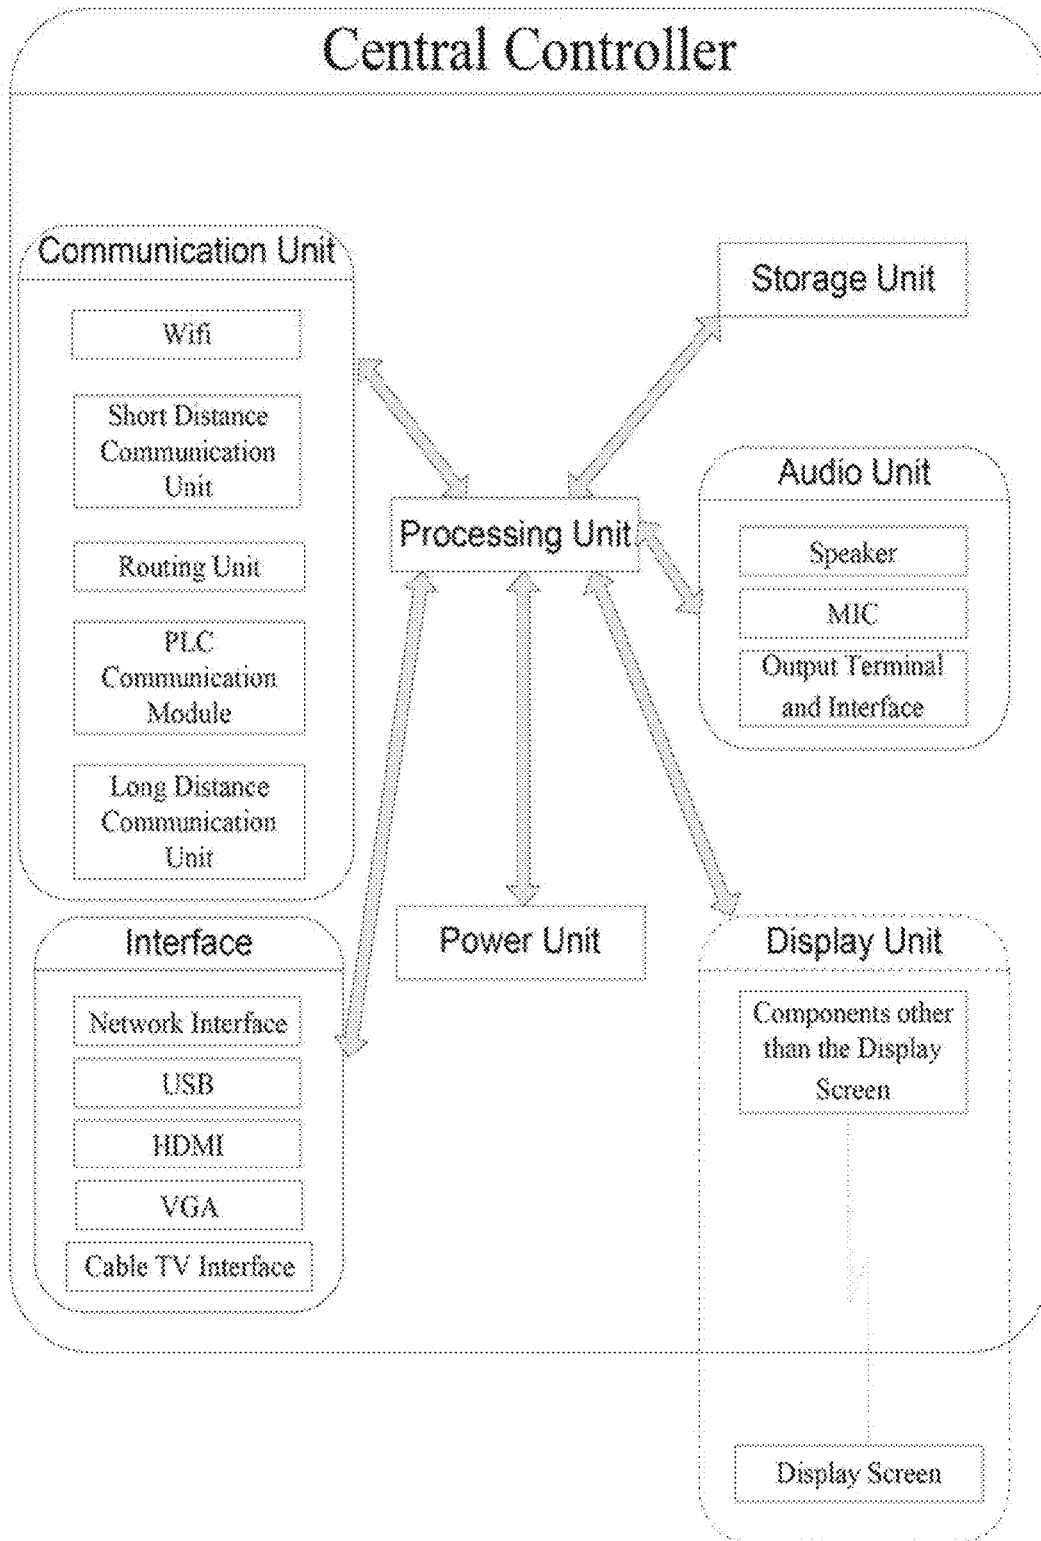 Central Controller
Communication Unit
Wifi
Short Distance
Communication
Unit
Routing Unit
PLC
Communication
Module
Long Distance
Communication
Unit
Interface
Network Interface
USB
HDMI
VGA
Cable TV Interface
Processing Unit
Power Unit
Storage Unit
Audio Unit
Speaker
MIC
Output Terminal
and Interface
Display Unit
Components other
than the Display
Screen
Display Screen